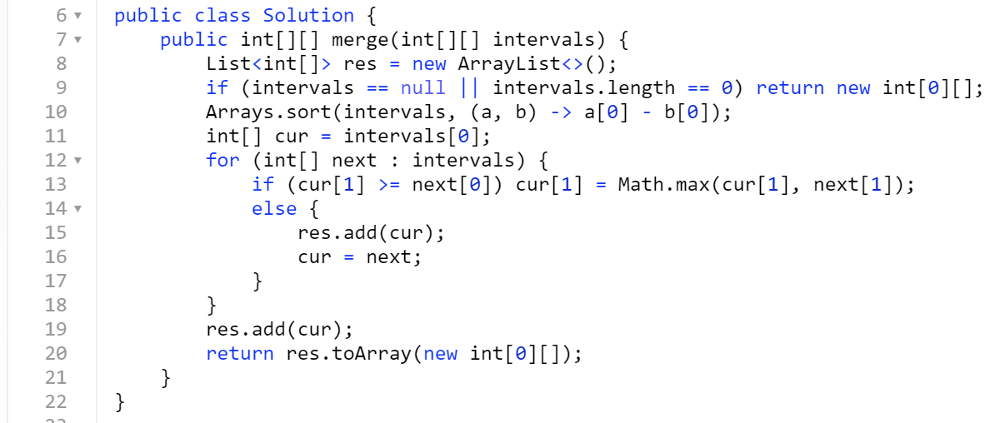 6 public class Solution {
7     public int[][] merge(int[][] intervals) {
8         List<int[]> res = new ArrayList<>();
9         if (intervals == null || intervals.length == 0) return new int[0][];
10         Arrays.sort(intervals, (a, b) -> a[0] - b[0]);
11         int[] cur = intervals[0];
12         for (int[] next : intervals) {
13             if (cur[1] >= next[0]) cur[1] = Math.max(cur[1], next[1]);
14             else {
15                 res.add(cur);
16                 cur = next;
17             }
18         }
19         res.add(cur);
20         return res.toArray(new int[0][]);
21     }
22 }